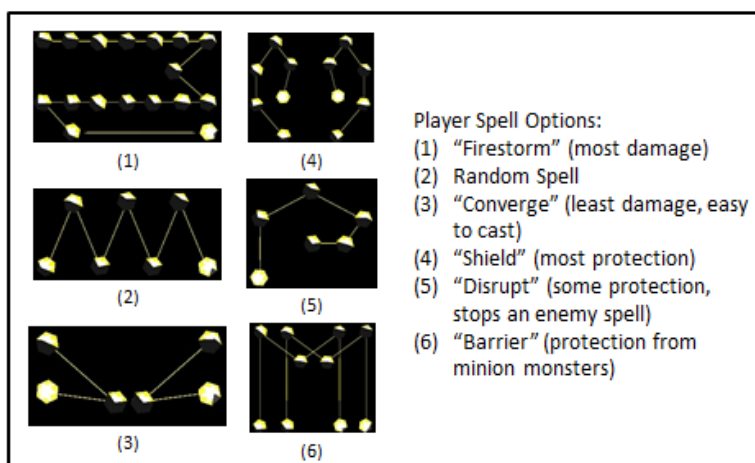 (1)
(4)
(2)
(5)
(3)
(6)
Player Spell Options:
(1) “Firestorm” (most damage)
(2) Random Spell
(3) “Converge” (least damage, easy
to cast)
(4) “Shield” (most protection)
(5) “Disrupt” (some protection,
stops an enemy spell)
(6) “Barrier” (protection from
minion monsters)